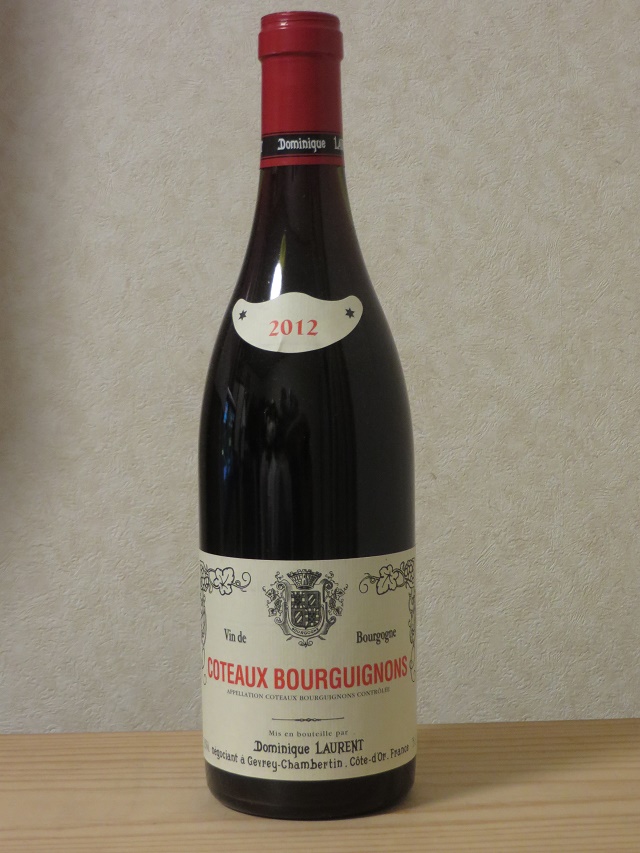 Dominique
2012
BOURGOGNE
Vin de Bourgogne
COTEAUX BOURGUIGNONS
APPELLATION COTEAUX BOURGUIGNONS CONTRÔLÉE
Mis en bouteille par
Dominique LAURENT
négociant à Gevrey-Chambertin. Côte-d'Or. France